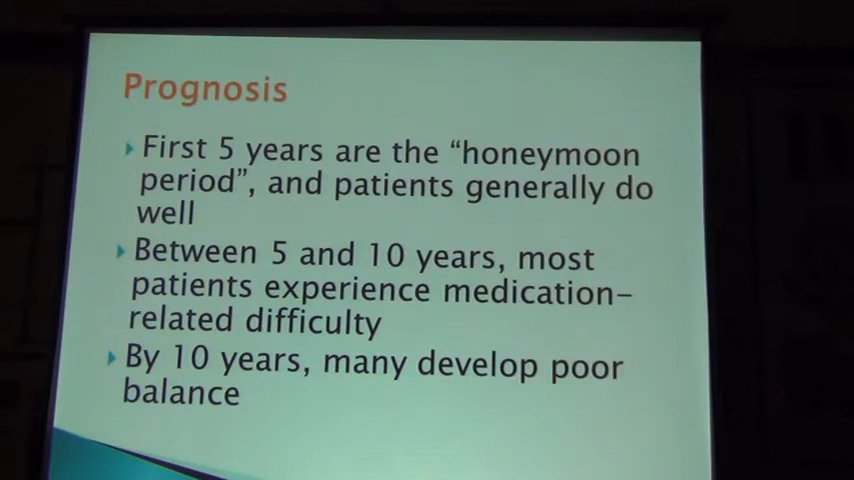 Prognosis
First 5 years are the “honeymoon
period”, and patients generally do
well
Between 5 and 10 years, most
patients experience medication-
related difficulty
By 10 years, many develop poor
balance